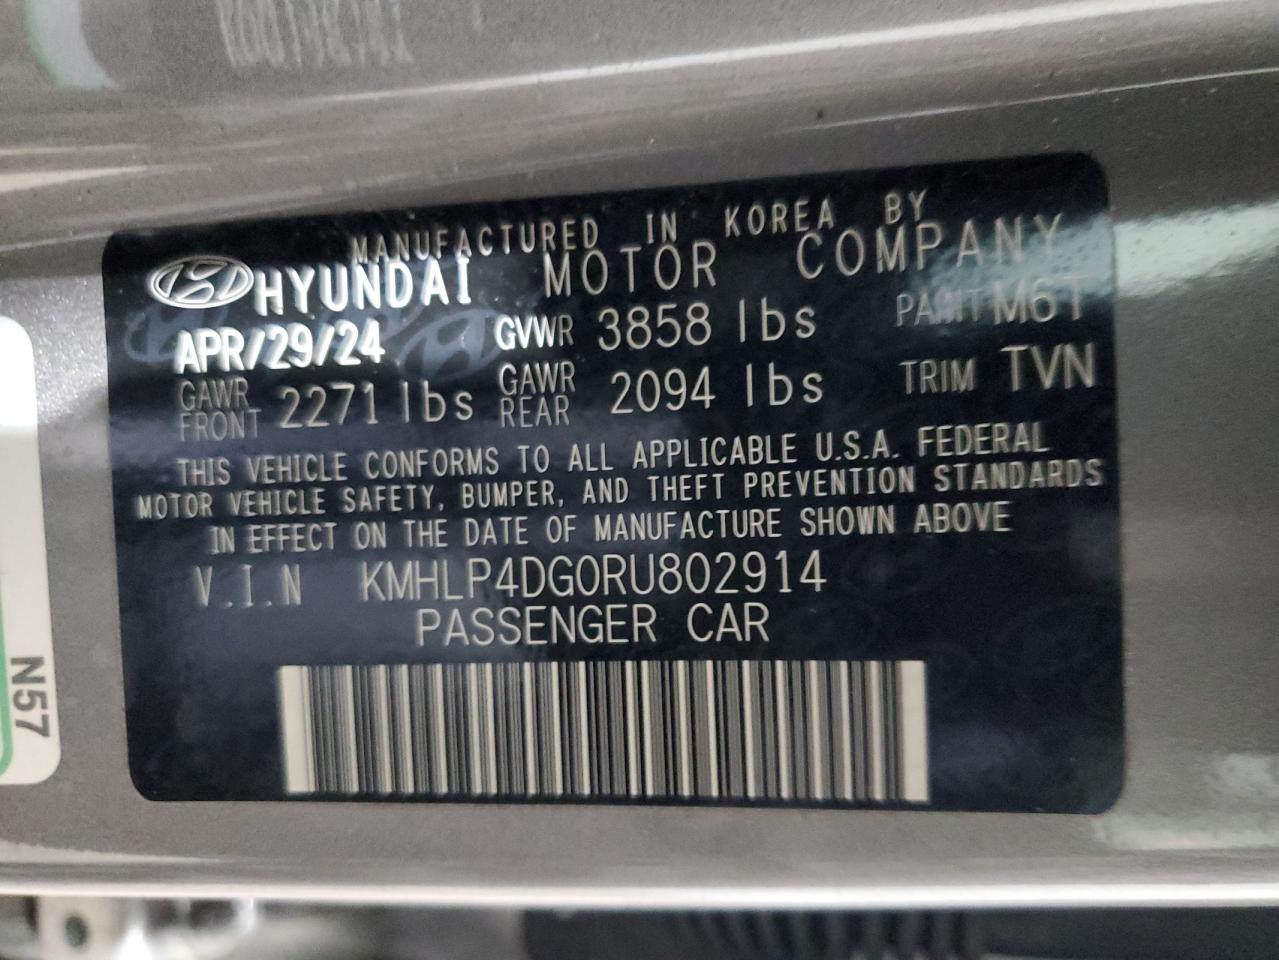 MANUFACTURED IN KOREA BY
HYUNDAI MOTOR COMPANY
APR/29/24 GVWR 3858 lbs PAINT M6T
GAWR FRONT 2271 lbs GAWR REAR 2094 lbs TRIM TVN
THIS VEHICLE CONFORMS TO ALL APPLICABLE U.S.A. FEDERAL
MOTOR VEHICLE SAFETY, BUMPER, AND THEFT PREVENTION STANDARDS
IN EFFECT ON THE DATE OF MANUFACTURE SHOWN ABOVE
V.I.N KMHLP4DG0RU802914
PASSENGER CAR
N57